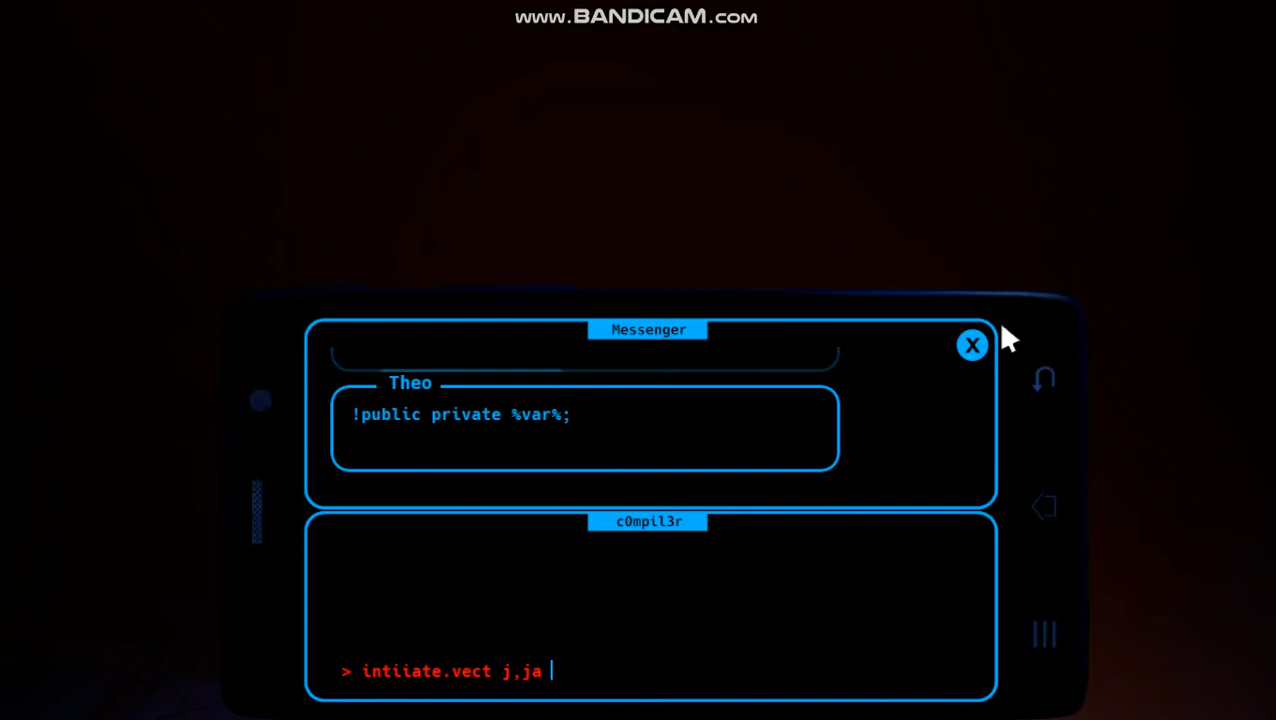 www.BANDICAM.com
Messenger
X
Theo
!public private %var%;
c0mpil3r
> intiiate.vect j,ja